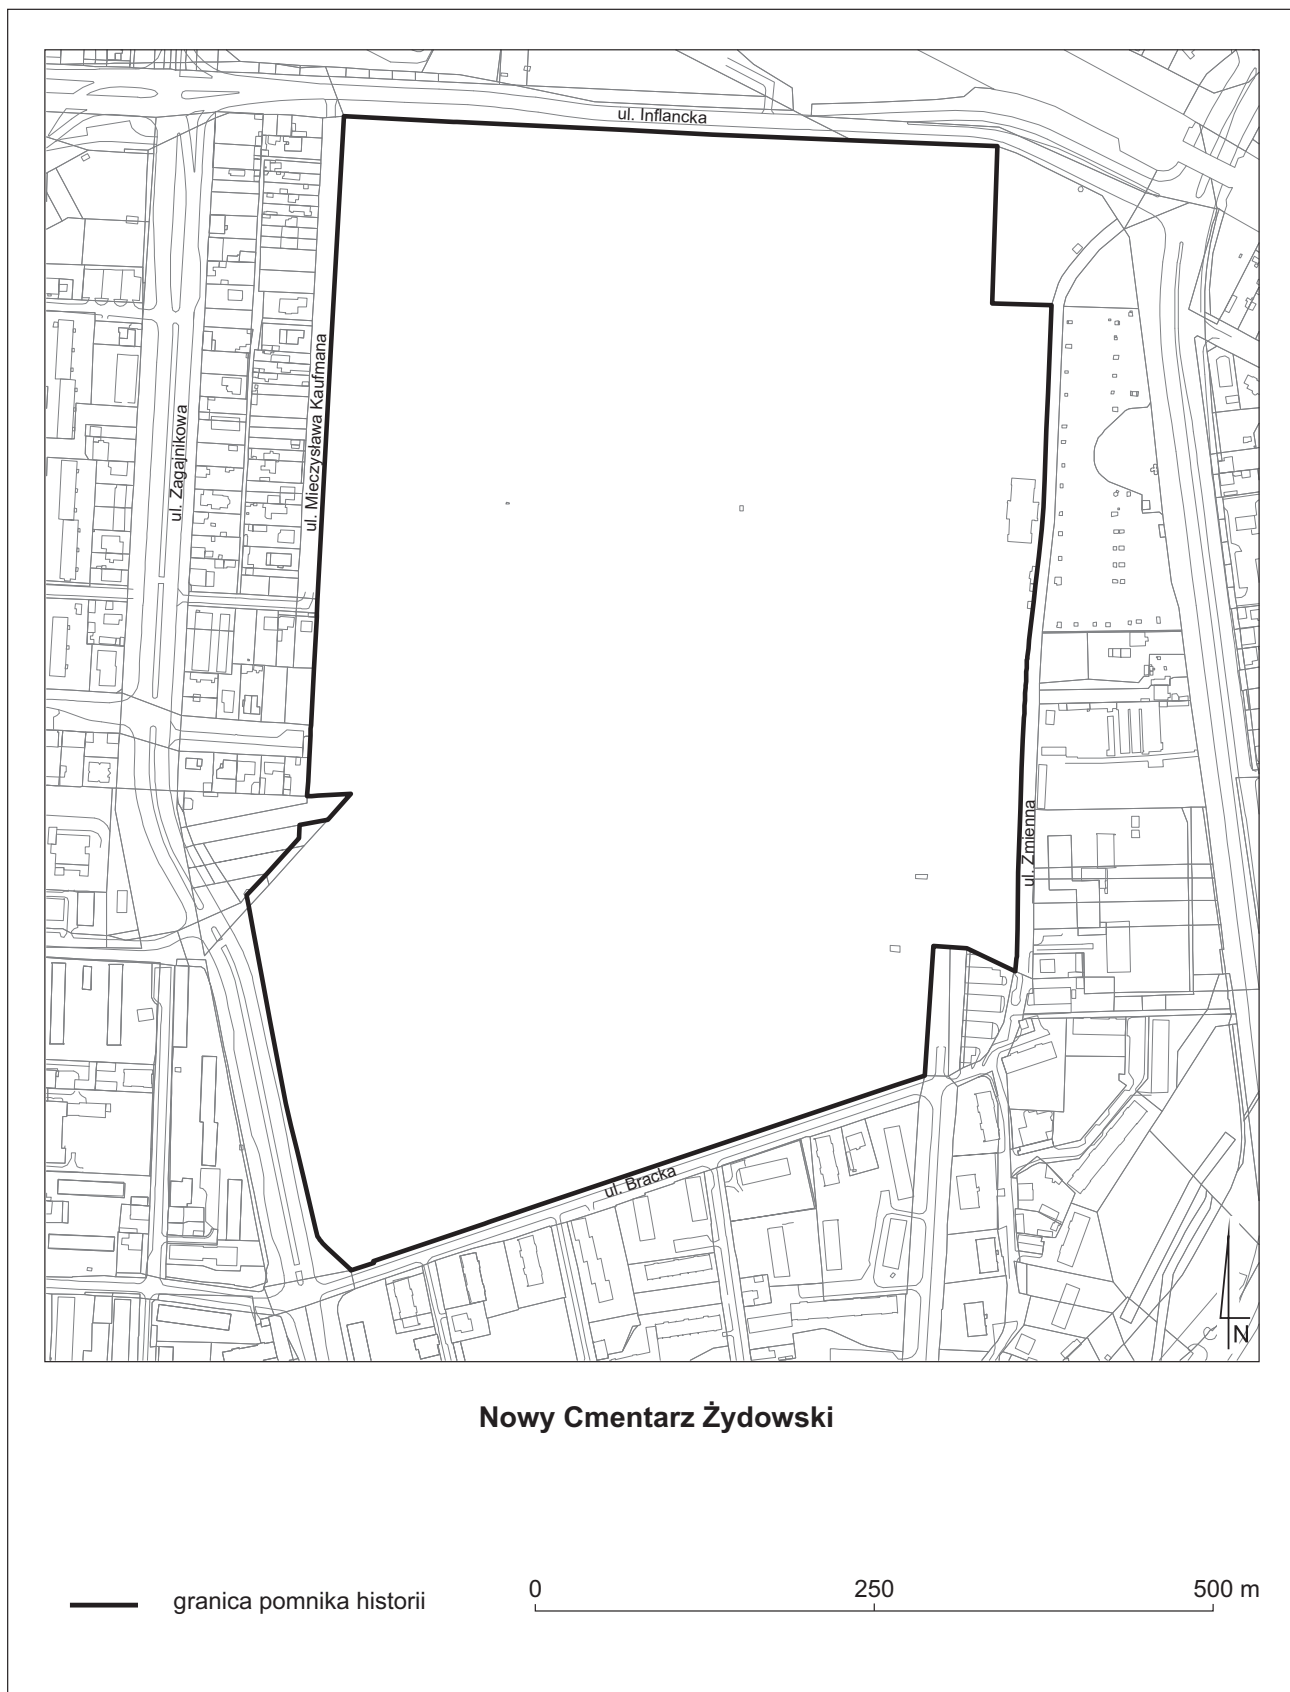 ul. Inflancka
ul. Mieczysława Kaufmana
ul. Zagajnikowa
ul. Zmienna
ul. Bracka
N
Nowy Cmentarz Żydowski
granica pomnika historii
0 250 500 m